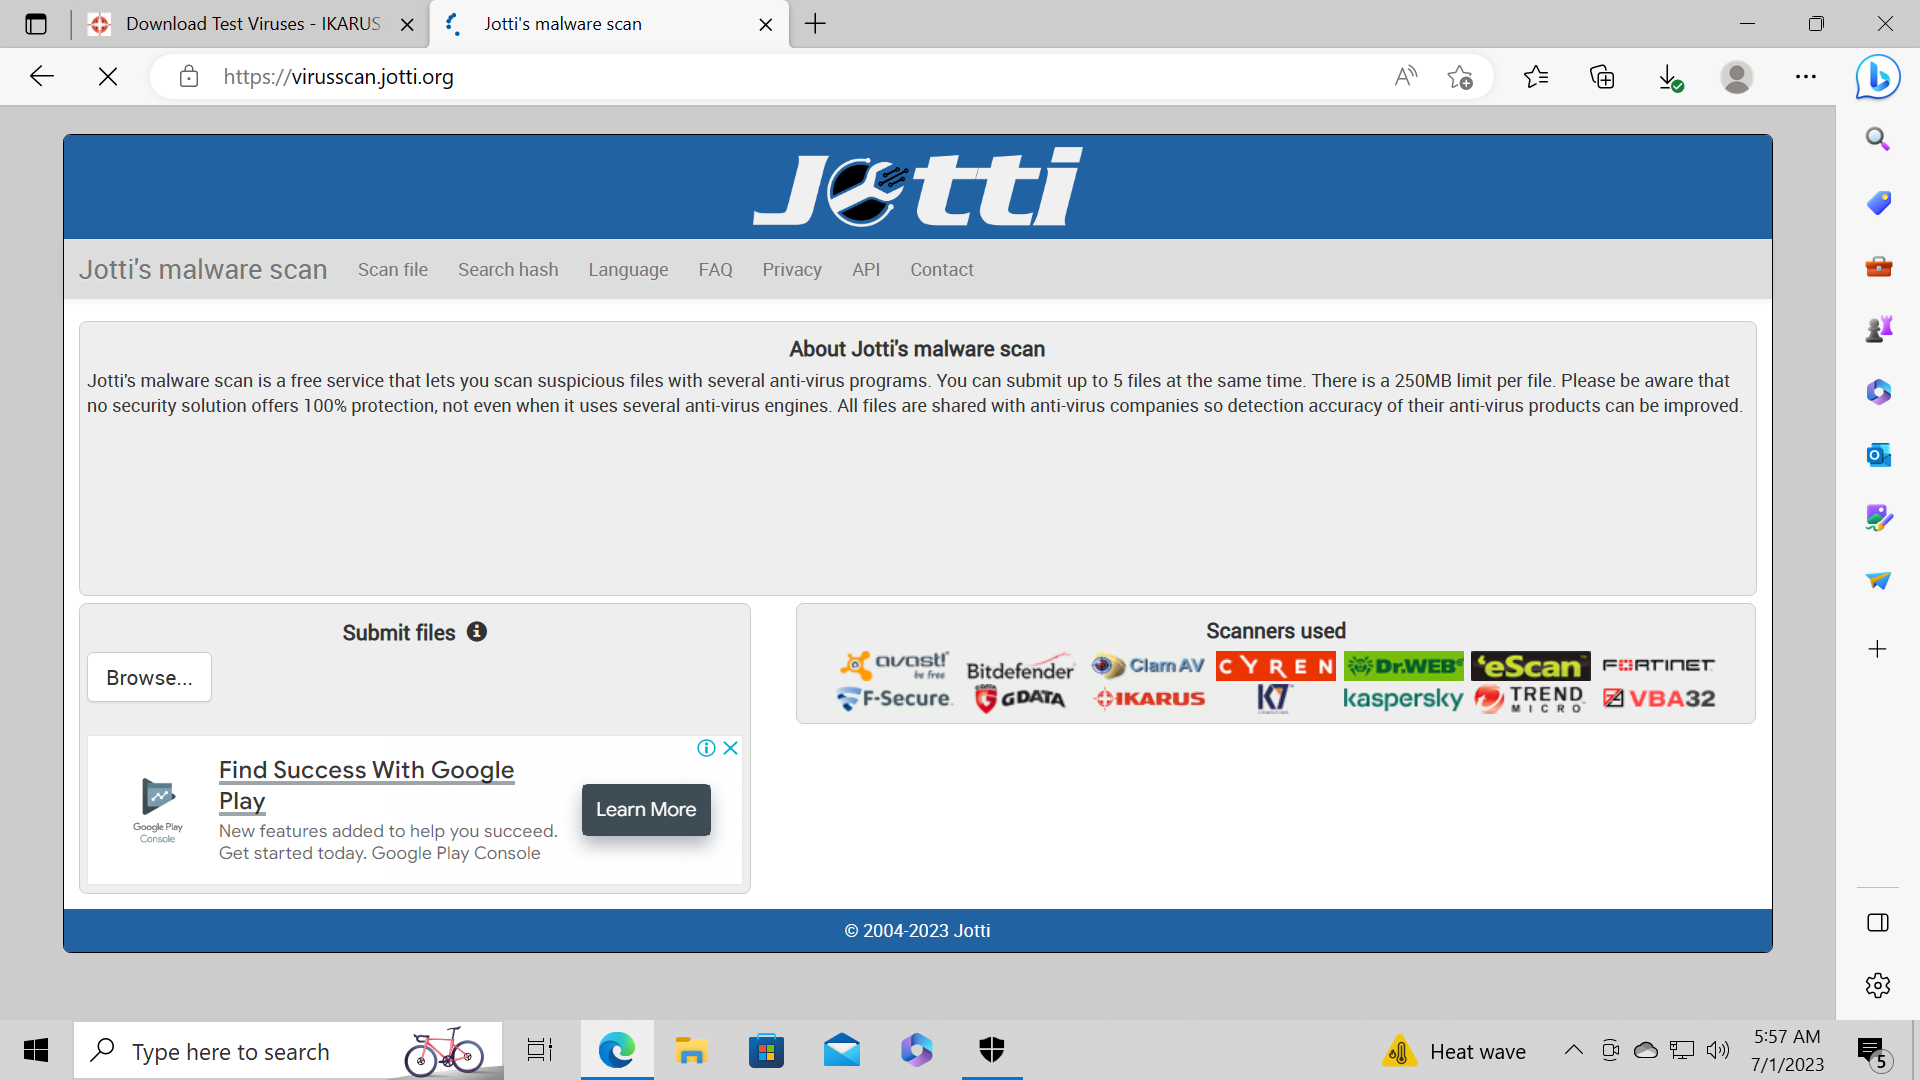 Download Test Viruses - IKARUS
Jotti's malware scan
https://virusscan.jotti.org
Jotti
Jotti's malware scan Scan file Search hash Language FAQ Privacy API Contact
About Jotti's malware scan
Jotti's malware scan is a free service that lets you scan suspicious files with several anti-virus programs. You can submit up to 5 files at the same time. There is a 250MB limit per file. Please be aware that
no security solution offers 100% protection, not even when it uses several anti-virus engines. All files are shared with anti-virus companies so detection accuracy of their anti-virus products can be improved.
Submit files
Browse...
Scanners used
avast! be free Bitdefender ClamAV CYREN Dr.WEB eScan FORTINET
F-Secure. G DATA IKARUS K7 kaspersky TREND MICRO VBA32
Find Success With Google
Play
New features added to help you succeed.
Get started today. Google Play Console
Google Play
Console
Learn More
© 2004-2023 Jotti
Type here to search
Heat wave
5:57 AM
7/1/2023
5